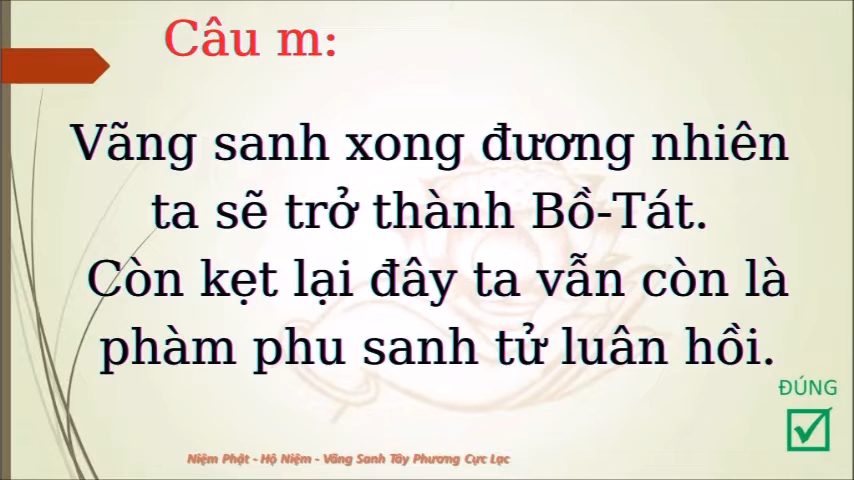 Câu m:
Vãng sanh xong đương nhiên
ta sẽ trở thành Bồ-Tát.
Còn kẹt lại đây ta vẫn còn là
phàm phu sanh tử luân hồi.
ĐÚNG
Niệm Phật - Hộ Niệm - Vãng Sanh Tây Phương Cực Lạc